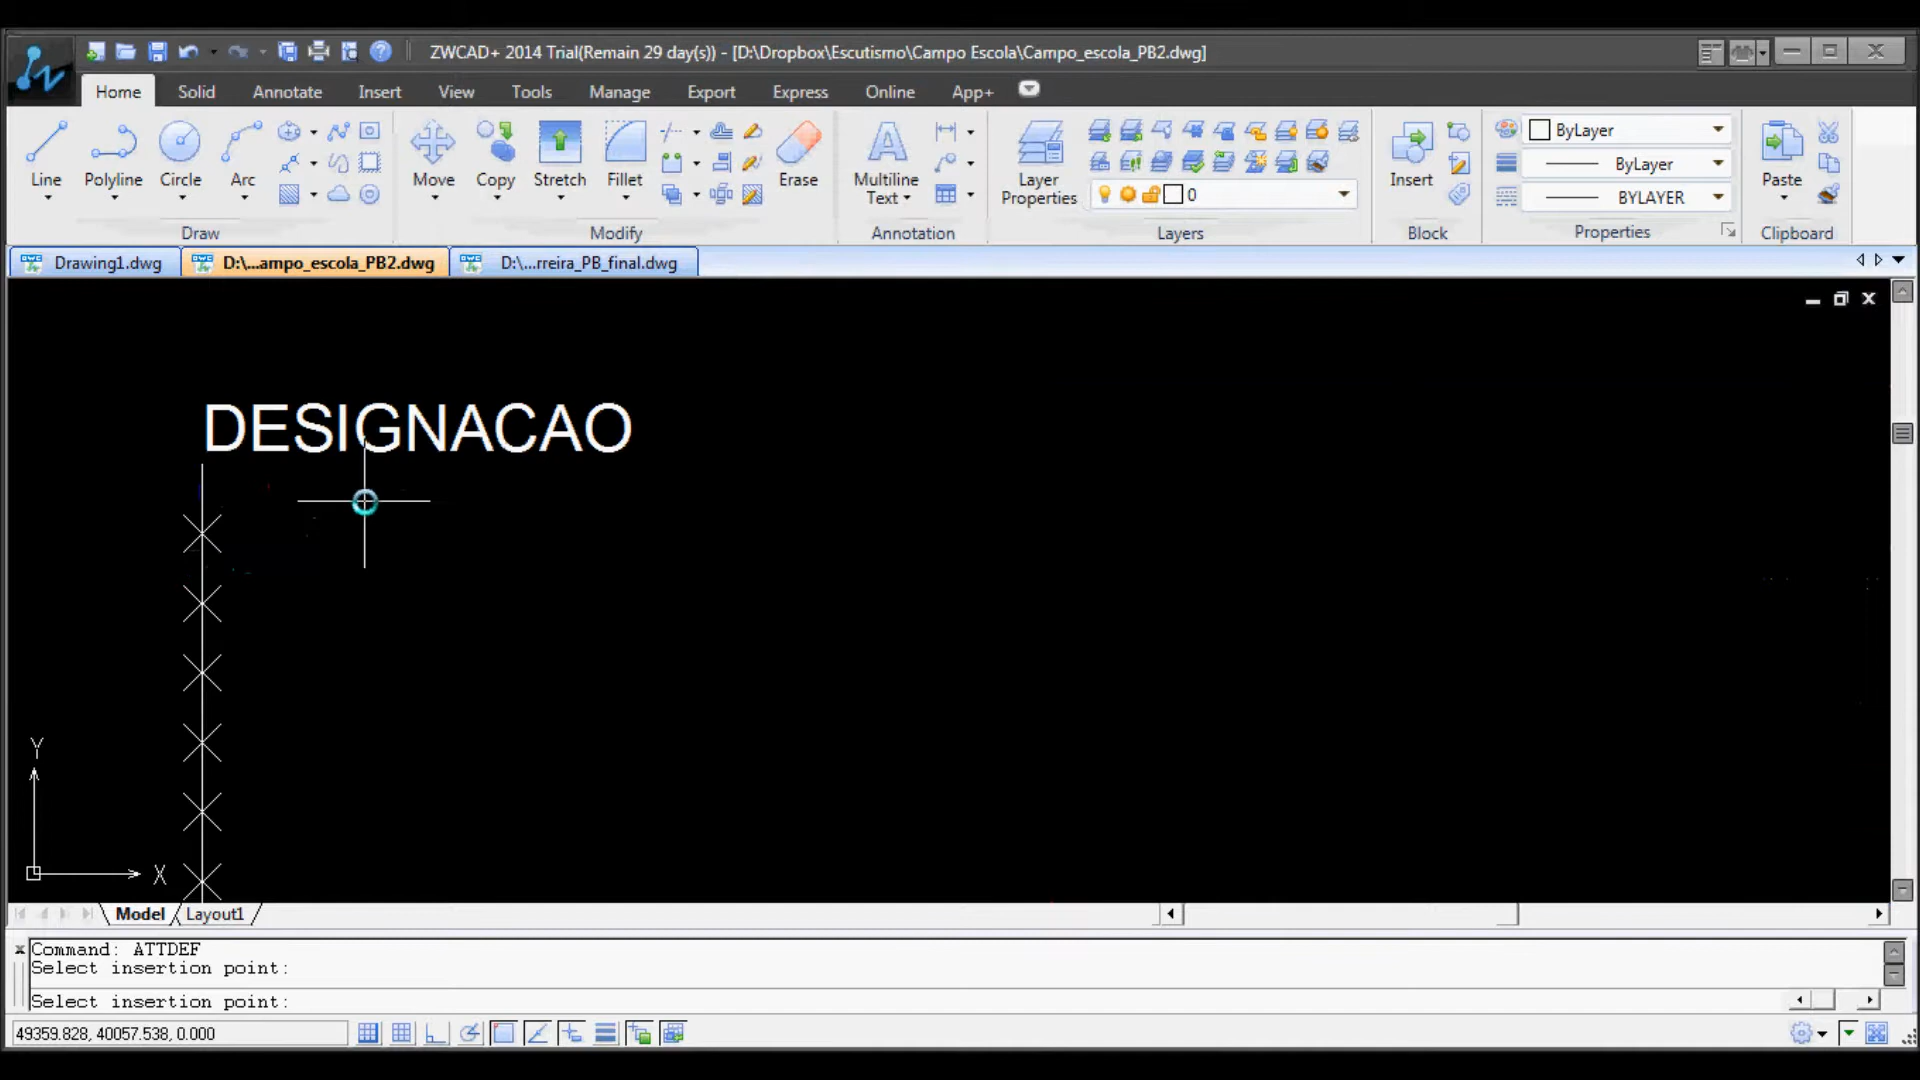 ZWCAD+ 2014 Trial(Remain 29 day(s)) - [D:\Dropbox\Escutismo\Campo Escola\Campo_escola_PB2.dwg]
Home Solid Annotate Insert View Tools Manage Export Express Online App+
Line Polyline Circle Arc Move Copy Stretch Fillet Erase Multiline Text Layer Properties 0 Insert ByLayer ByLayer BYLAYER Paste
Draw Modify Annotation Layers Block Properties Clipboard
Drawing1.dwg D:\...ampo_escola_PB2.dwg D:\...rreira_PB_final.dwg
DESIGNACAO
Y
X
Model Layout1
Command: ATTDEF
Select insertion point:
Select insertion point:
49359.828, 40057.538, 0.000